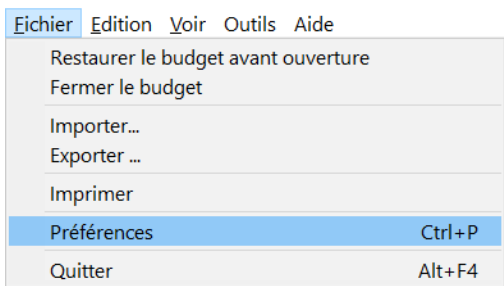 Fichier Edition Voir Outils Aide
Restaurer le budget avant ouverture
Fermer le budget
Importer...
Exporter ...
Imprimer
Préférences Ctrl+P
Quitter Alt+F4